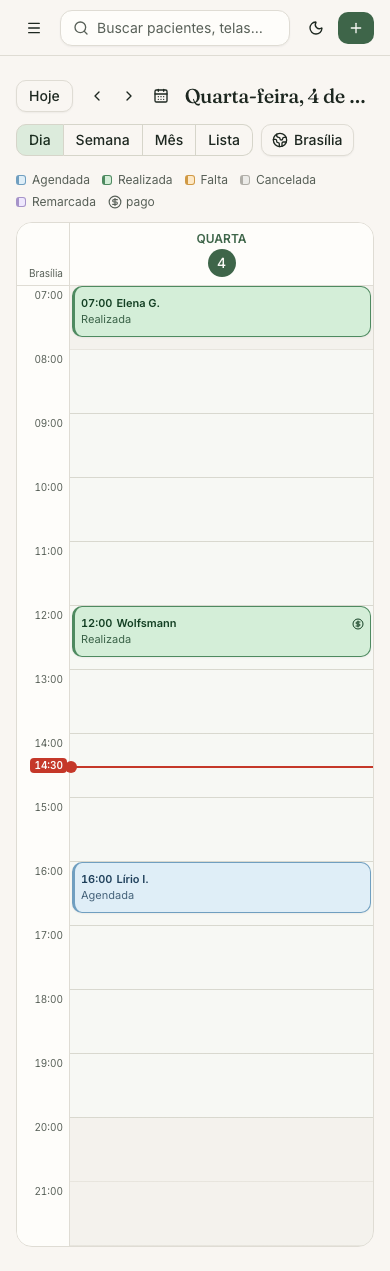 Buscar pacientes, telas...
Hoje
Quarta-feira, 4 de ...
Dia Semana Mês Lista Brasília
Agendada Realizada Falta Cancelada
Remarcada pago
Brasília
QUARTA
4
07:00
07:00 Elena G.
Realizada
08:00
09:00
10:00
11:00
12:00
12:00 Wolfsmann
Realizada
13:00
14:00
14:30
15:00
16:00
16:00 Lírio I.
Agendada
17:00
18:00
19:00
20:00
21:00